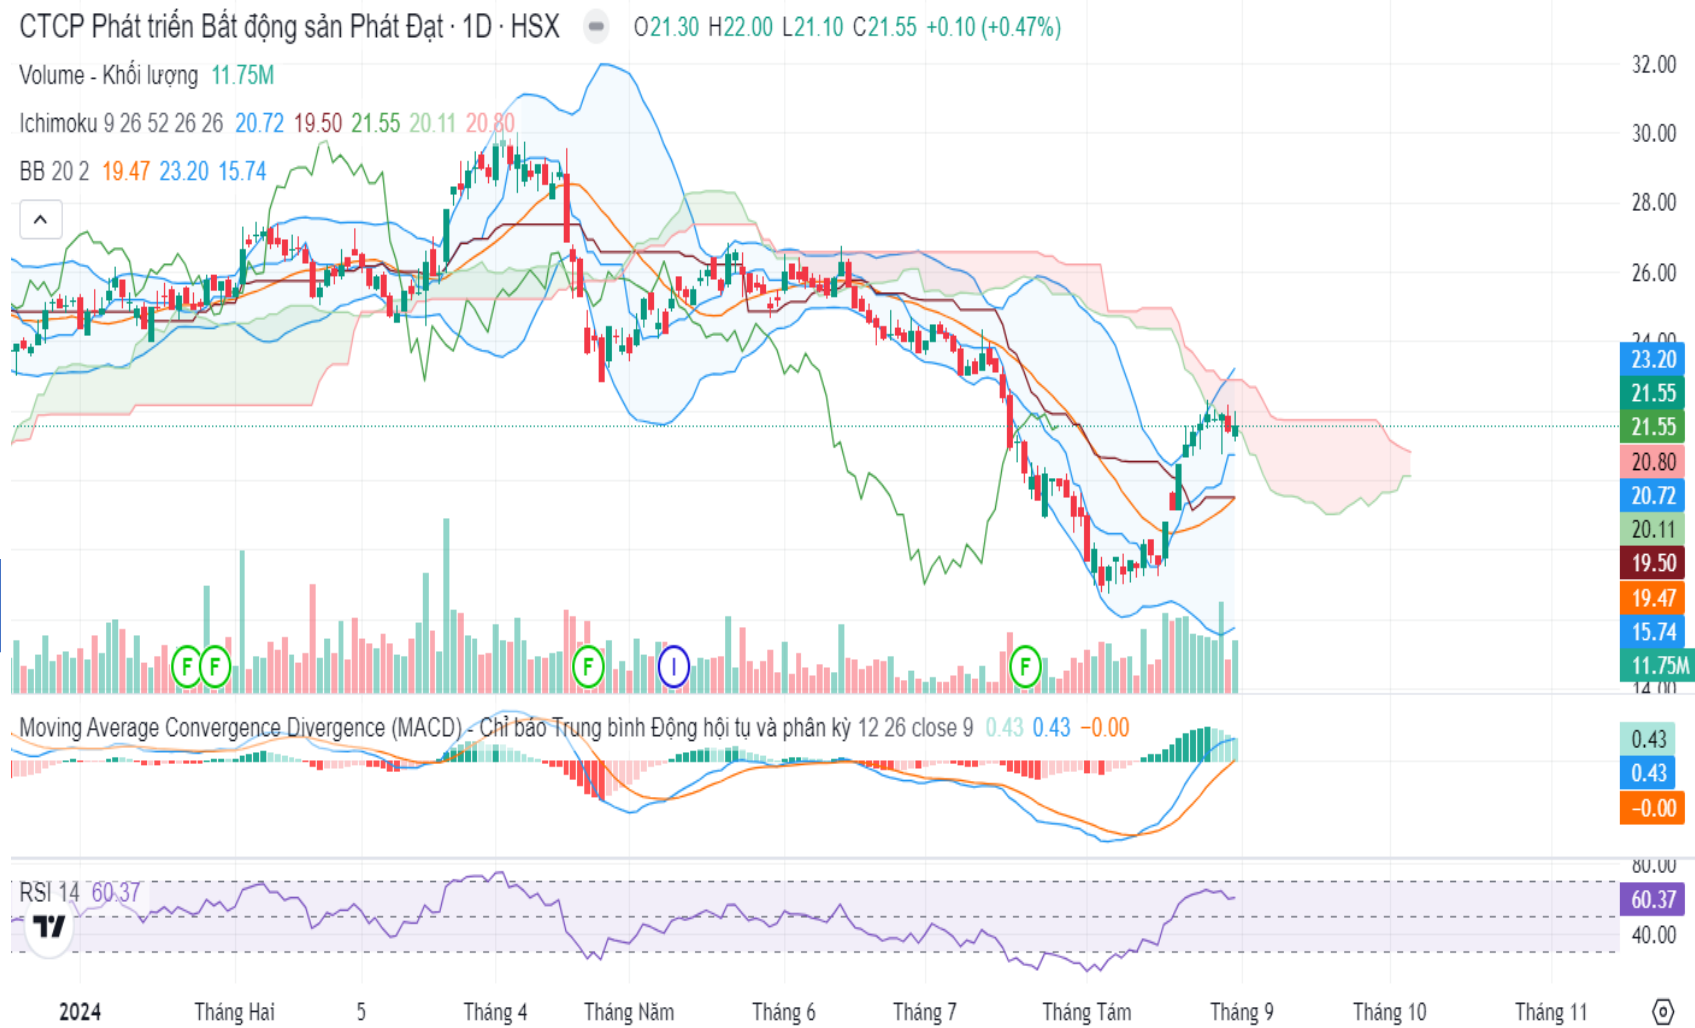 CTCP Phát triển Bất động sản Phát Đạt · 1D · HSX O21.30 H22.00 L21.10 C21.55 +0.10 (+0.47%)
Volume - Khối lượng 11.75M
Ichimoku 9 26 52 26 26 20.72 19.50 21.55 20.11 20.80
BB 20 2 19.47 23.20 15.74
32.00
30.00
28.00
26.00
24.00
23.20
21.55
21.55
20.80
20.72
20.11
19.50
19.47
15.74
11.75M
14.00
F F F I F
Moving Average Convergence Divergence (MACD) - Chỉ báo Trung bình Động hội tụ và phân kỳ 12 26 close 9 0.43 0.43 −0.00
0.43
0.43
−0.00
80.00
RSI 14 60.37
60.37
40.00
2024 Tháng Hai 5 Tháng 4 Tháng Năm Tháng 6 Tháng 7 Tháng Tám Tháng 9 Tháng 10 Tháng 11